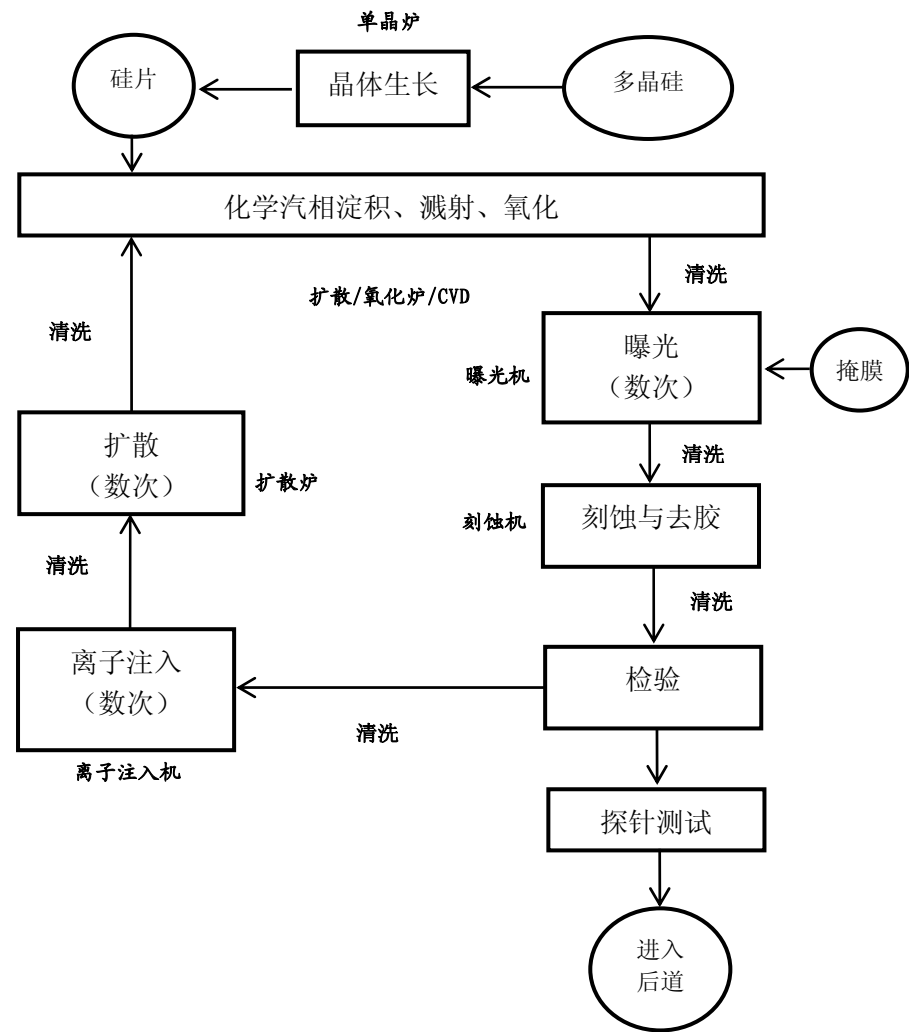 单晶炉
硅片
晶体生长
多晶硅
化学汽相淀积、溅射、氧化
清洗
扩散/氧化炉/CVD
清洗
曝光
（数次）
曝光机
掩膜
扩散
（数次）
扩散炉
清洗
刻蚀机
刻蚀与去胶
清洗
清洗
离子注入
（数次）
离子注入机
清洗
检验
探针测试
进入
后道